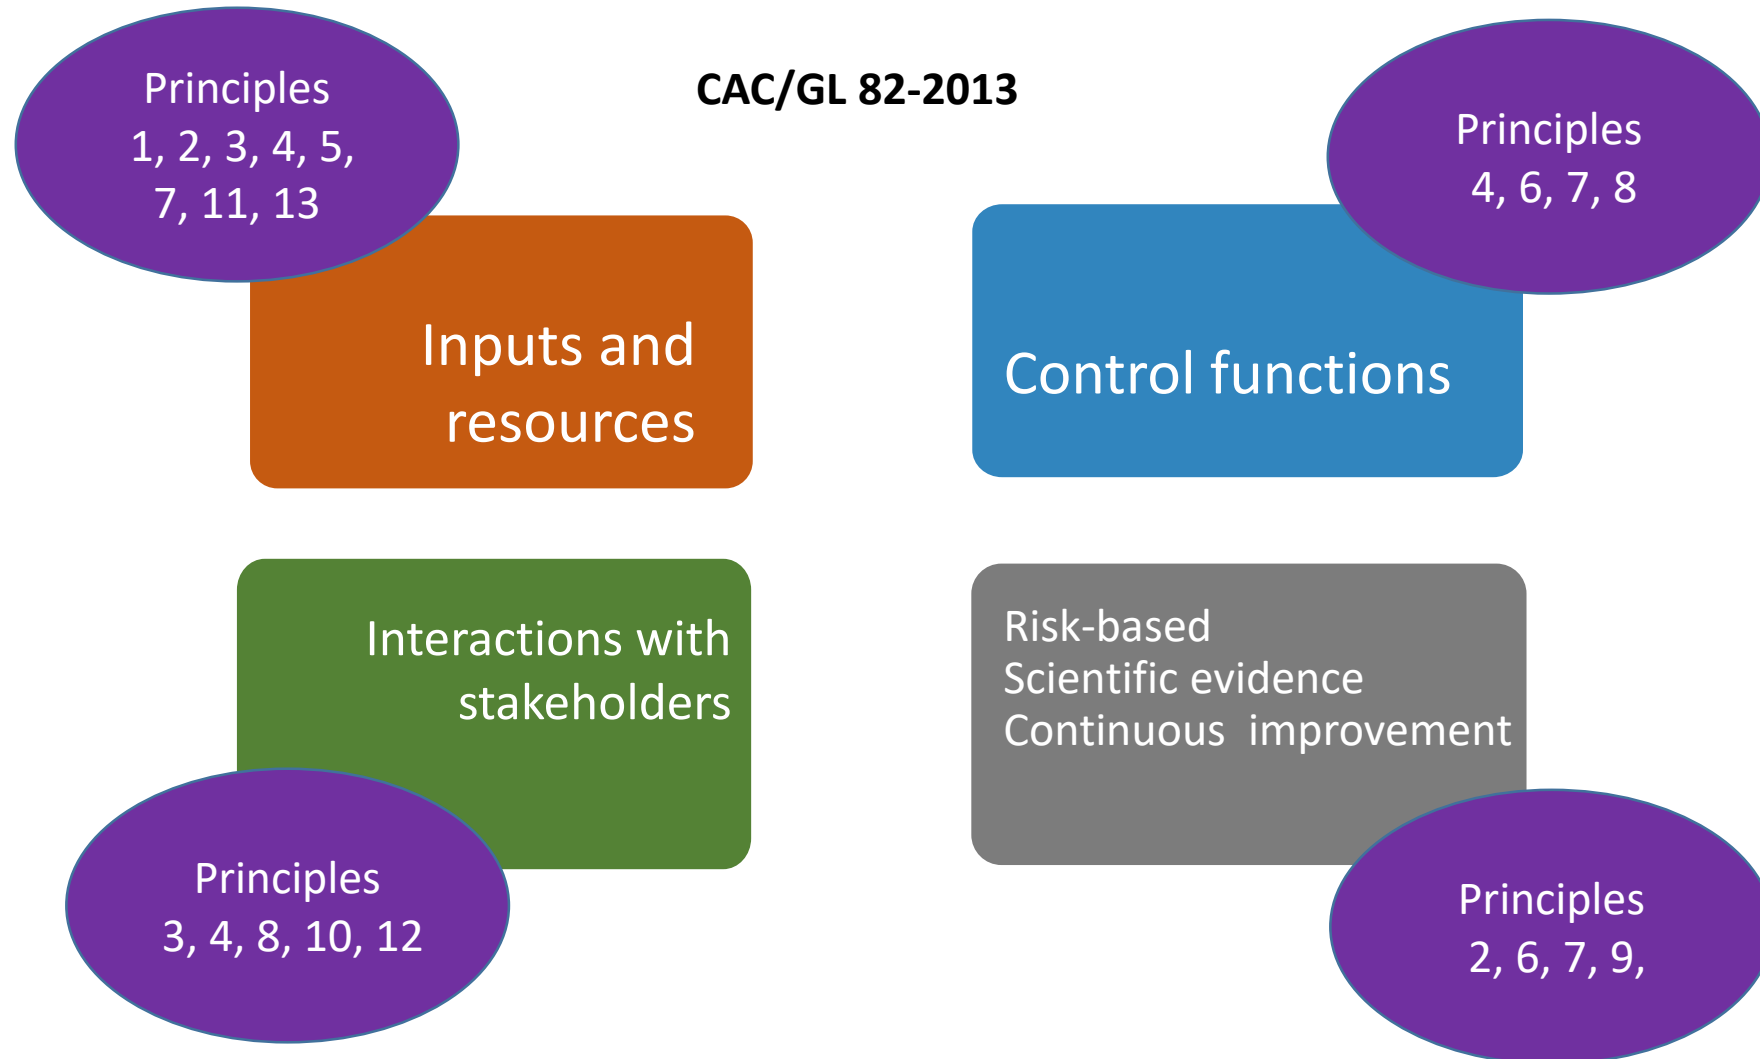 CAC/GL 82-2013
Principles
1, 2, 3, 4, 5,
7, 11, 13
Inputs and
resources
Principles
4, 6, 7, 8
Control functions
Interactions with
stakeholders
Principles
3, 4, 8, 10, 12
Risk-based
Scientific evidence
Continuous  improvement
Principles
2, 6, 7, 9,